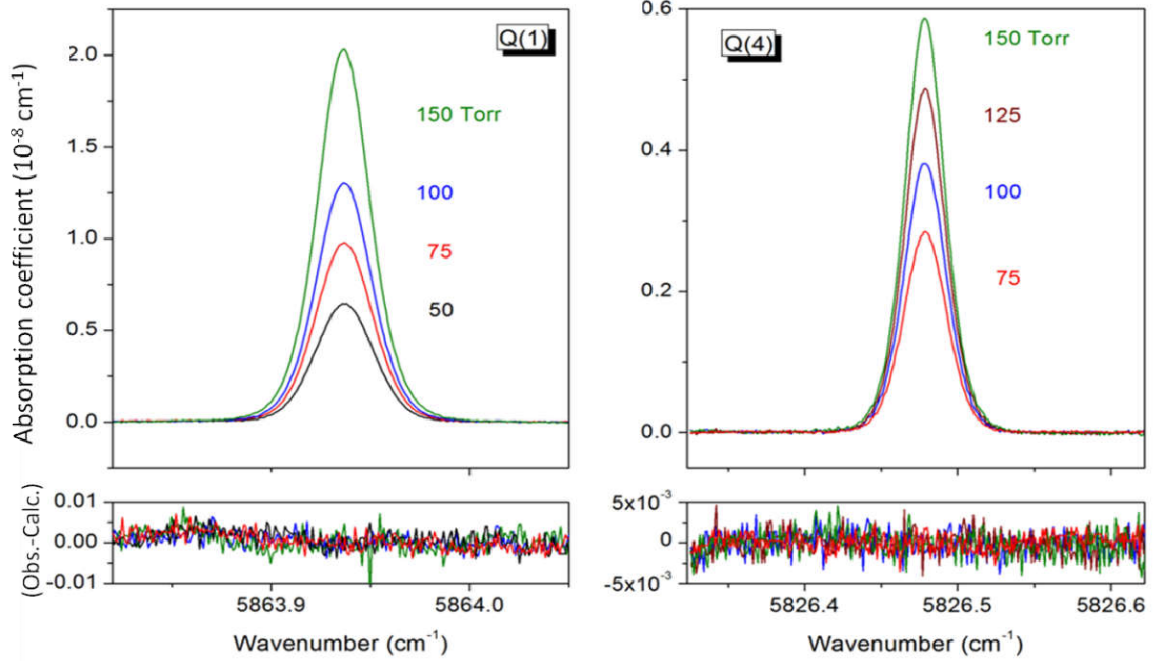 Absorption coefficient (10⁻⁸ cm⁻¹)
2.0
1.5
1.0
0.5
0.0
Q(1)
150 Torr
100
75
50
0.6
0.4
0.2
0.0
Q(4)
150 Torr
125
100
75
(Obs.-Calc.)
0.01
0.00
-0.01
5863.9 5864.0
Wavenumber (cm⁻¹)
5x10⁻³
0
-5x10⁻³
5826.4 5826.5 5826.6
Wavenumber (cm⁻¹)